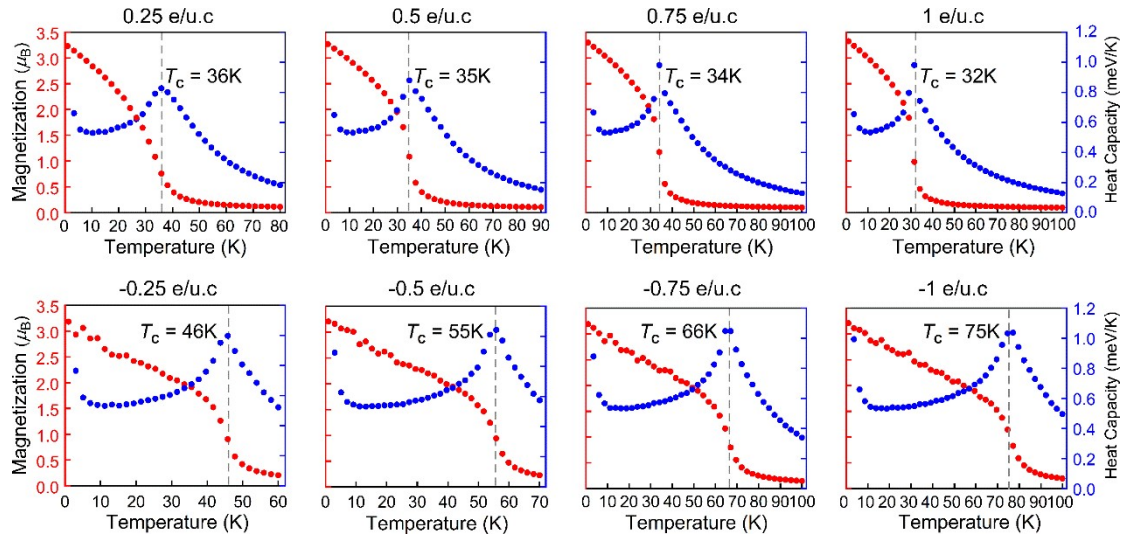 0.25 e/u.c
0.5 e/u.c
0.75 e/u.c
1 e/u.c
Magnetization (μB)
3.5
3.0
2.5
2.0
1.5
1.0
0.5
0.0
Tc = 36K
Tc = 35K
Tc = 34K
Tc = 32K
1.2
1.0
0.8
0.6
0.4
0.2
0.0
Heat Capacity (meV/K)
0 10 20 30 40 50 60 70 80
0 10 20 30 40 50 60 70 80 90
0 10 20 30 40 50 60 70 80 90 100
0 10 20 30 40 50 60 70 80 90 100
Temperature (K)
Temperature (K)
Temperature (K)
Temperature (K)
-0.25 e/u.c
-0.5 e/u.c
-0.75 e/u.c
-1 e/u.c
Magnetization (μB)
3.5
3.0
2.5
2.0
1.5
1.0
0.5
0.0
Tc = 46K
Tc = 55K
Tc = 66K
Tc = 75K
1.2
1.0
0.8
0.6
0.4
0.2
0.0
Heat Capacity (meV/K)
0 10 20 30 40 50 60
0 10 20 30 40 50 60 70
0 10 20 30 40 50 60 70 80 90 100
0 10 20 30 40 50 60 70 80 90 100
Temperature (K)
Temperature (K)
Temperature (K)
Temperature (K)